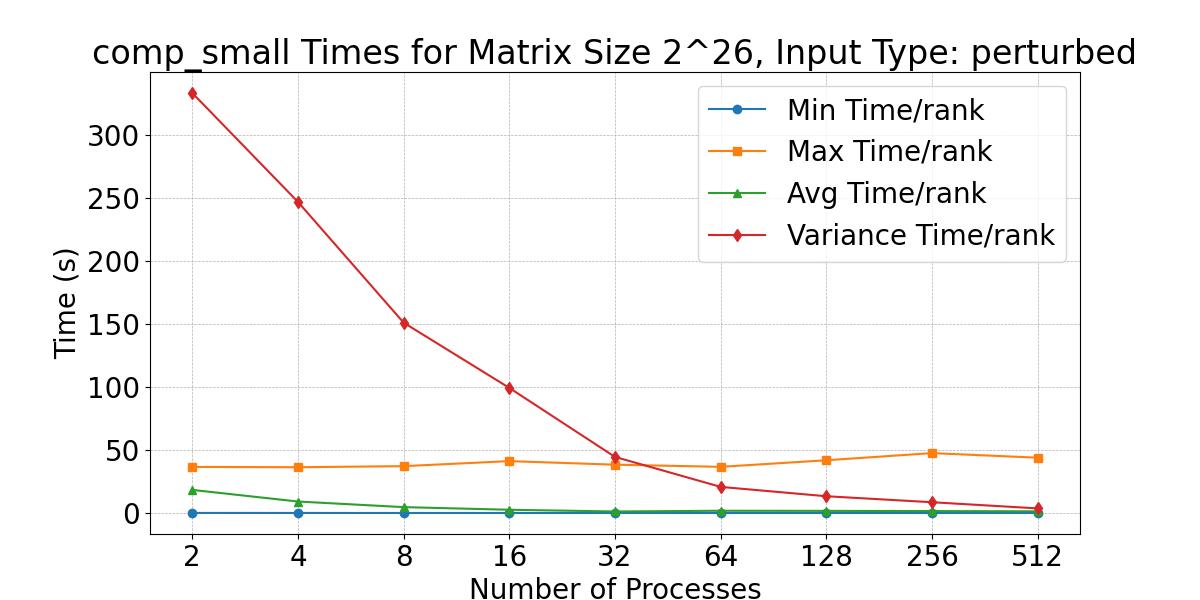 comp_small Times for Matrix Size 2^26, Input Type: perturbed
Min Time/rank
Max Time/rank
Avg Time/rank
Variance Time/rank
Time (s)
300
250
200
150
100
50
0
2 4 8 16 32 64 128 256 512
Number of Processes